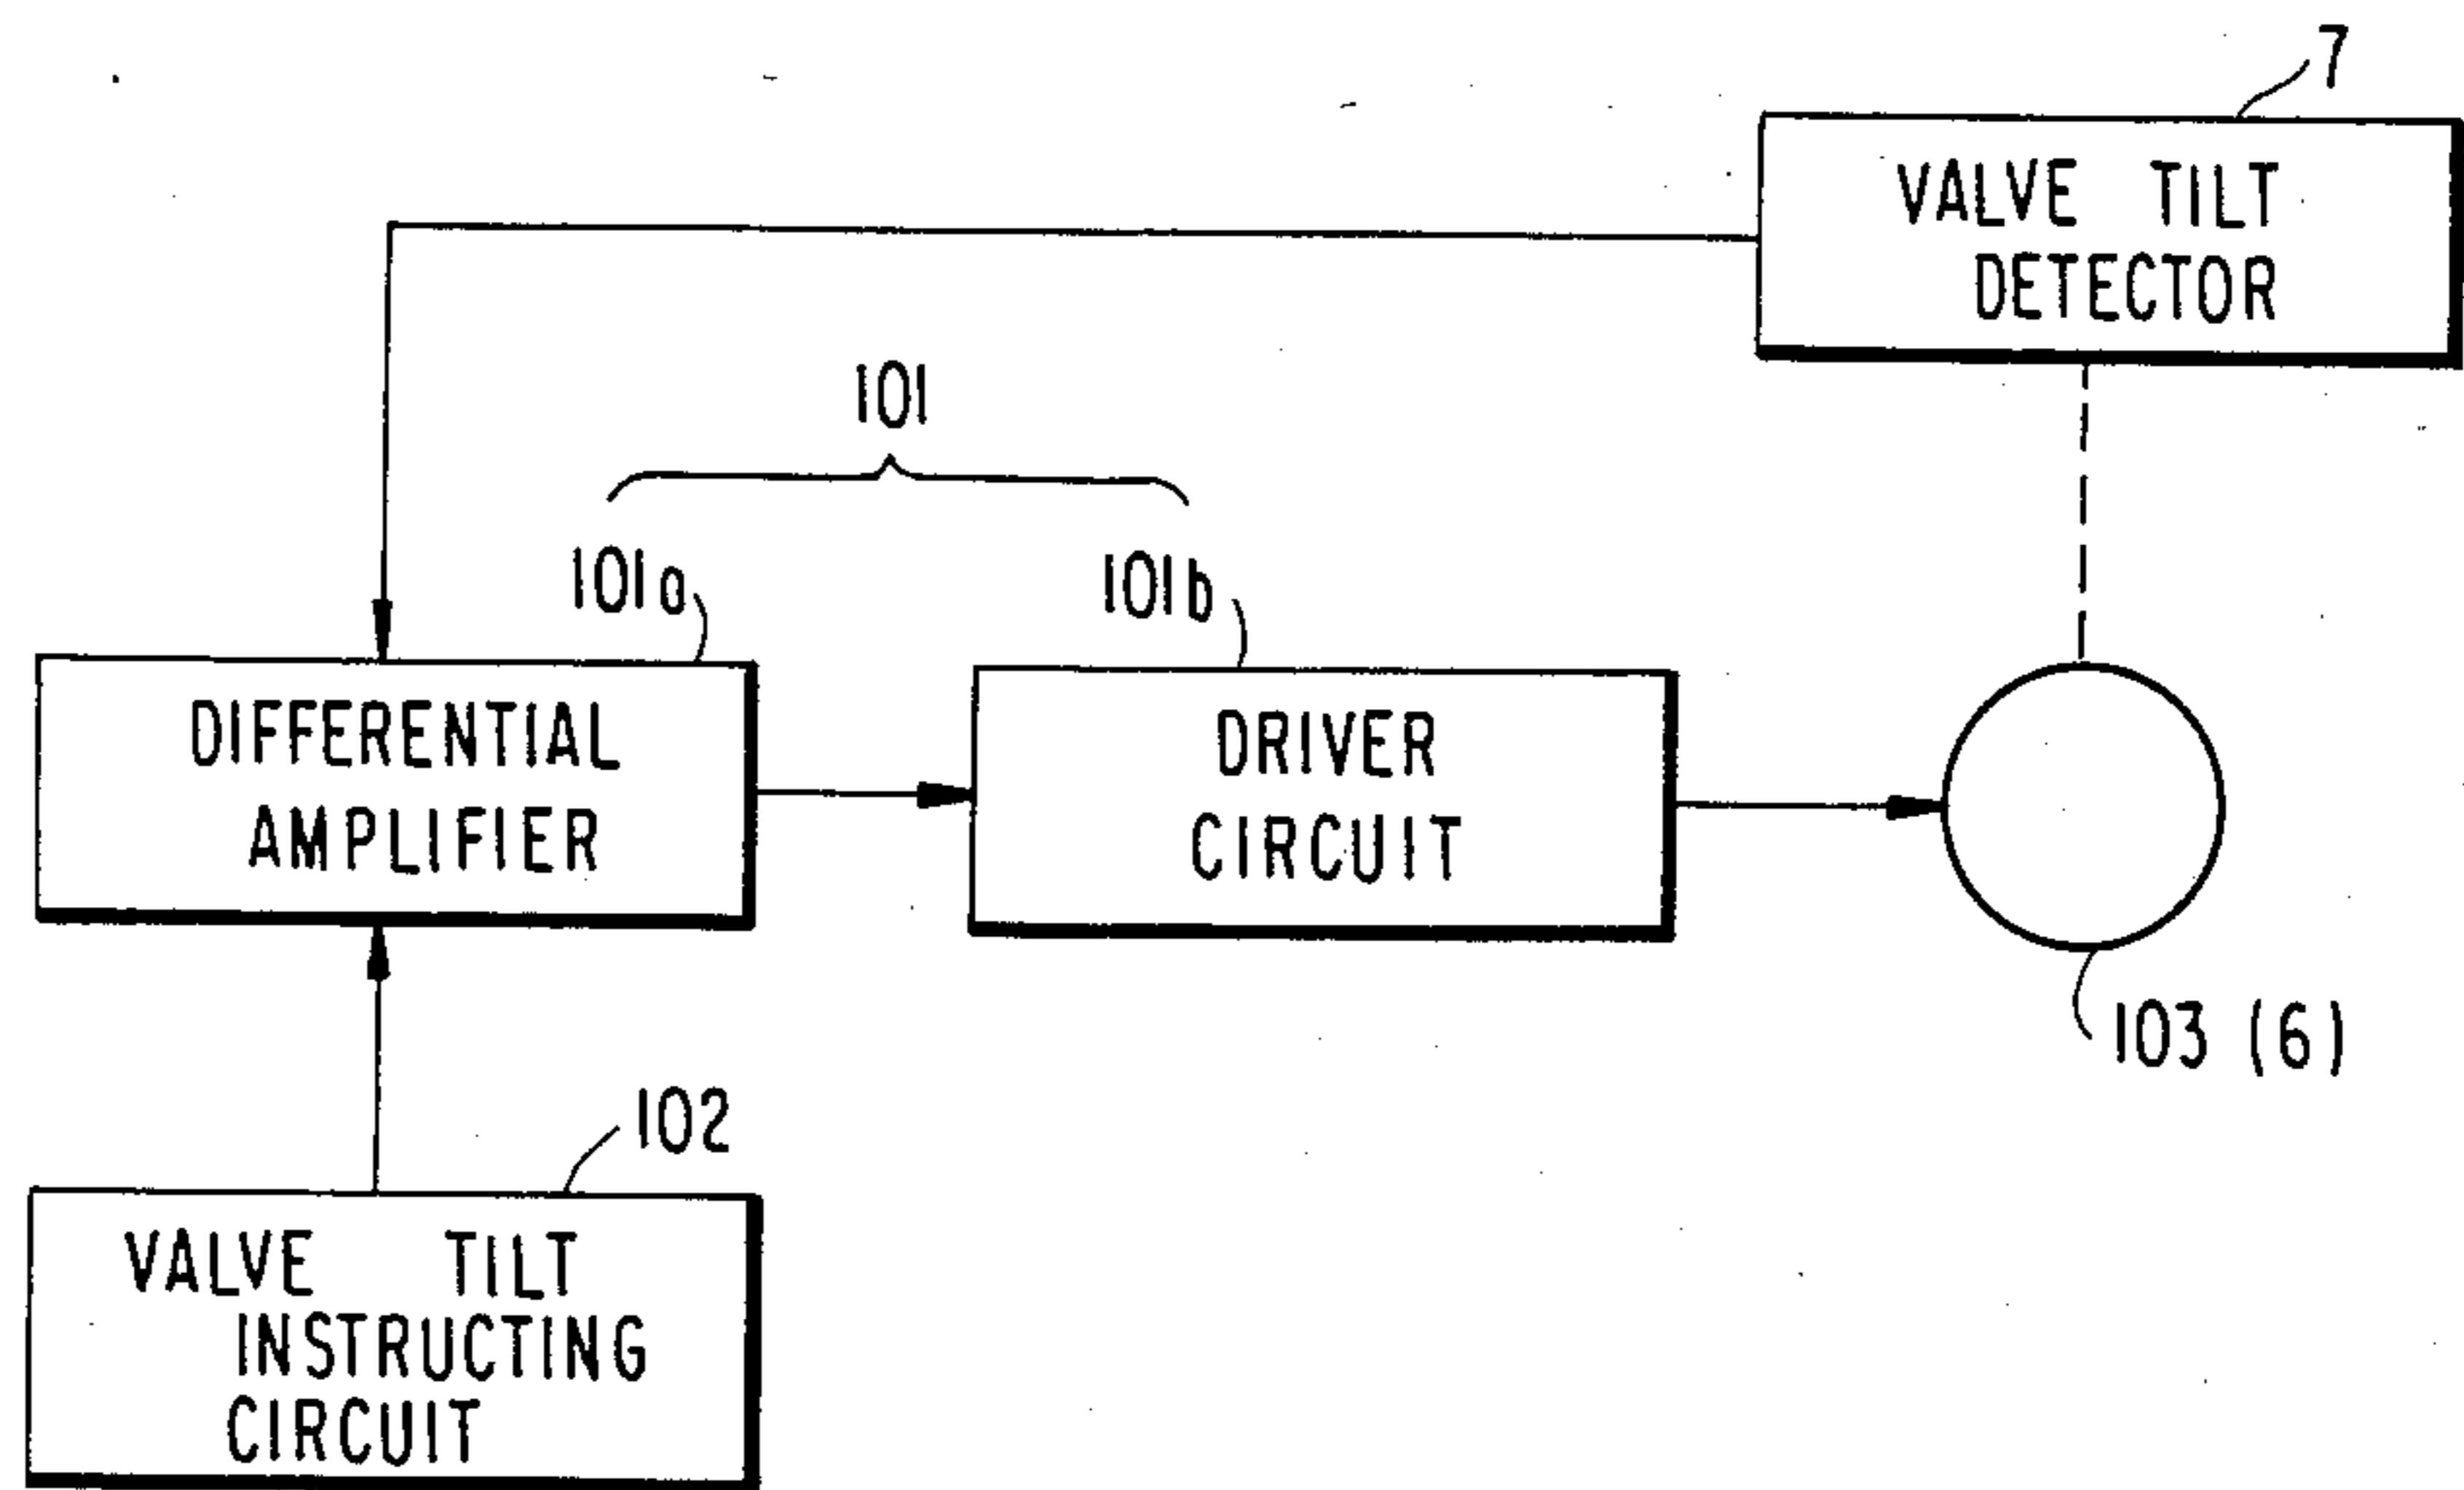 7
VALVE TILT
DETECTOR
101
101a
101b
DIFFERENTIAL
AMPLIFIER
DRIVER
CIRCUIT
103 (6)
102
VALVE TILT
INSTRUCTING
CIRCUIT